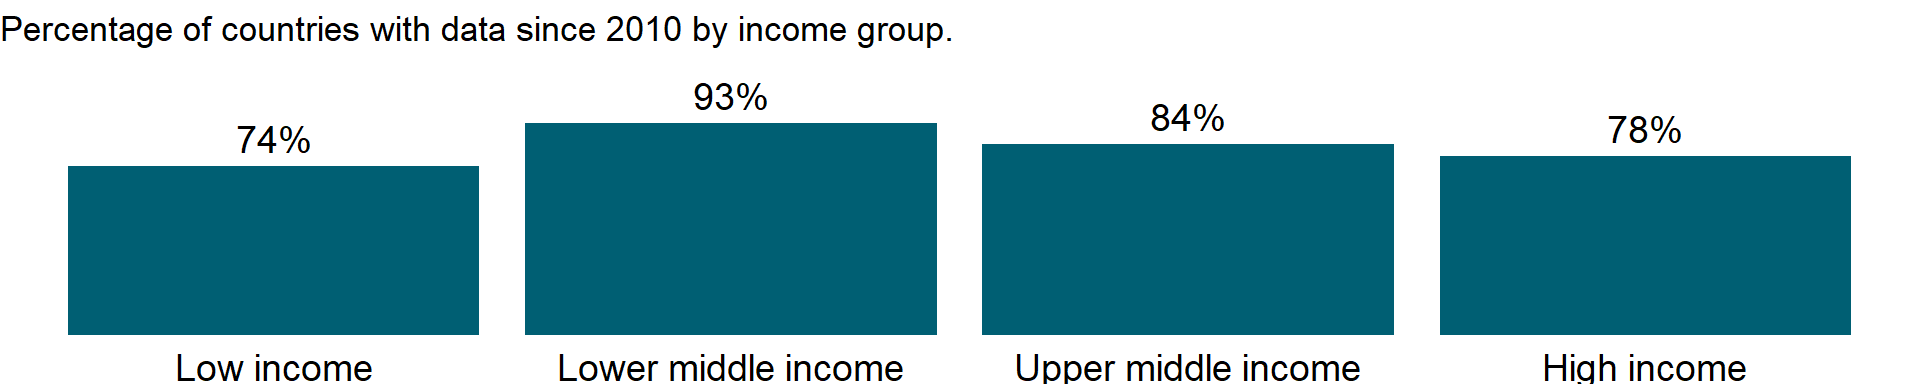 Percentage of countries with data since 2010 by income group.
74%
93%
84%
78%
Low income
Lower middle income
Upper middle income
High income